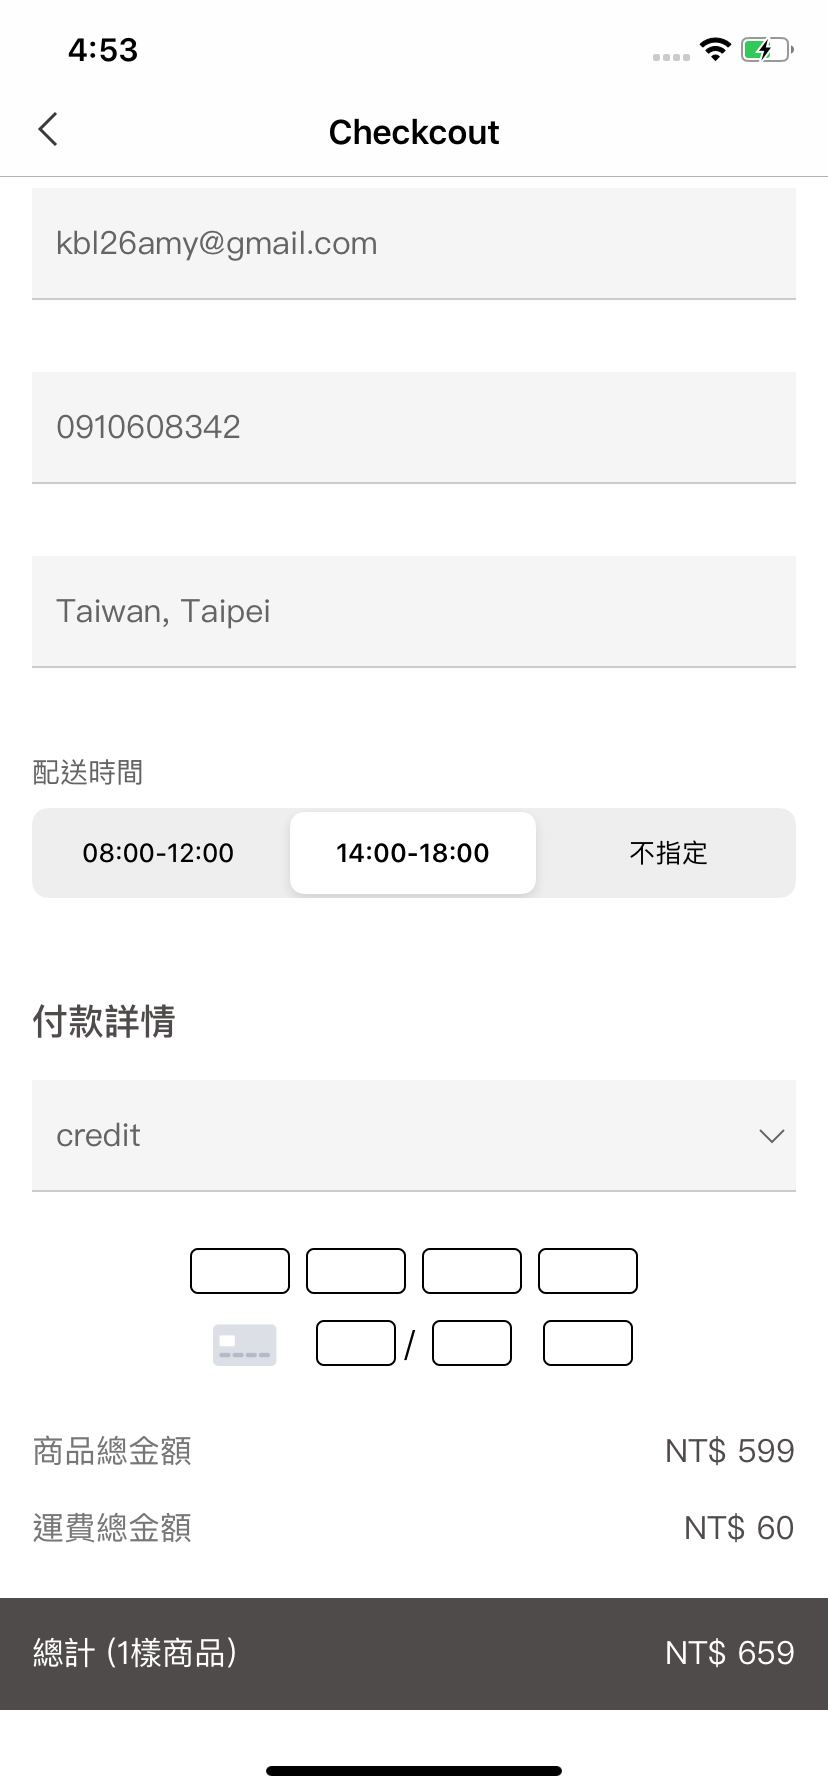 4:53
Checkcout
kbl26amy@gmail.com
0910608342
Taiwan, Taipei
配送時間
08:00-12:00 14:00-18:00 不指定
付款詳情
credit
/
商品總金額 NT$ 599
運費總金額 NT$ 60
總計 (1樣商品) NT$ 659